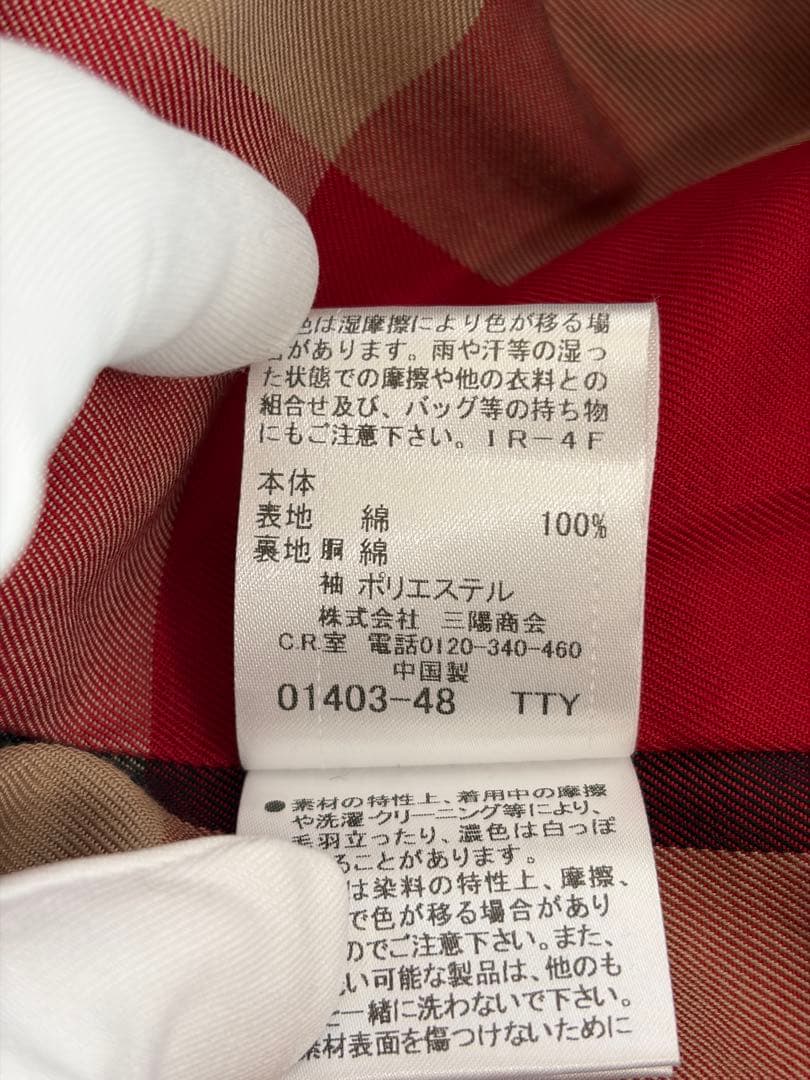 色は湿摩擦により色が移る場
合があります。雨や汗等の湿っ
た状態での摩擦や他の衣料との
組合せ及び、バッグ等の持ち物
にもご注意下さい。IR-4F
本体
表地 綿 100%
裏地 胴 綿
袖 ポリエステル
株式会社 三陽商会
C.R.室 電話0120-340-460
中国製
01403-48 TTY
●素材の特性上、着用中の摩擦
や洗濯・クリーニング等により、
毛羽立ったり、濃色は白っぽ
ることがあります。
は染料の特性上、摩擦、
で色が移る場合があり
のでご注意下さい。また、
い可能な製品は、他のも
と一緒に洗わないで下さい。
素材表面を傷つけないために